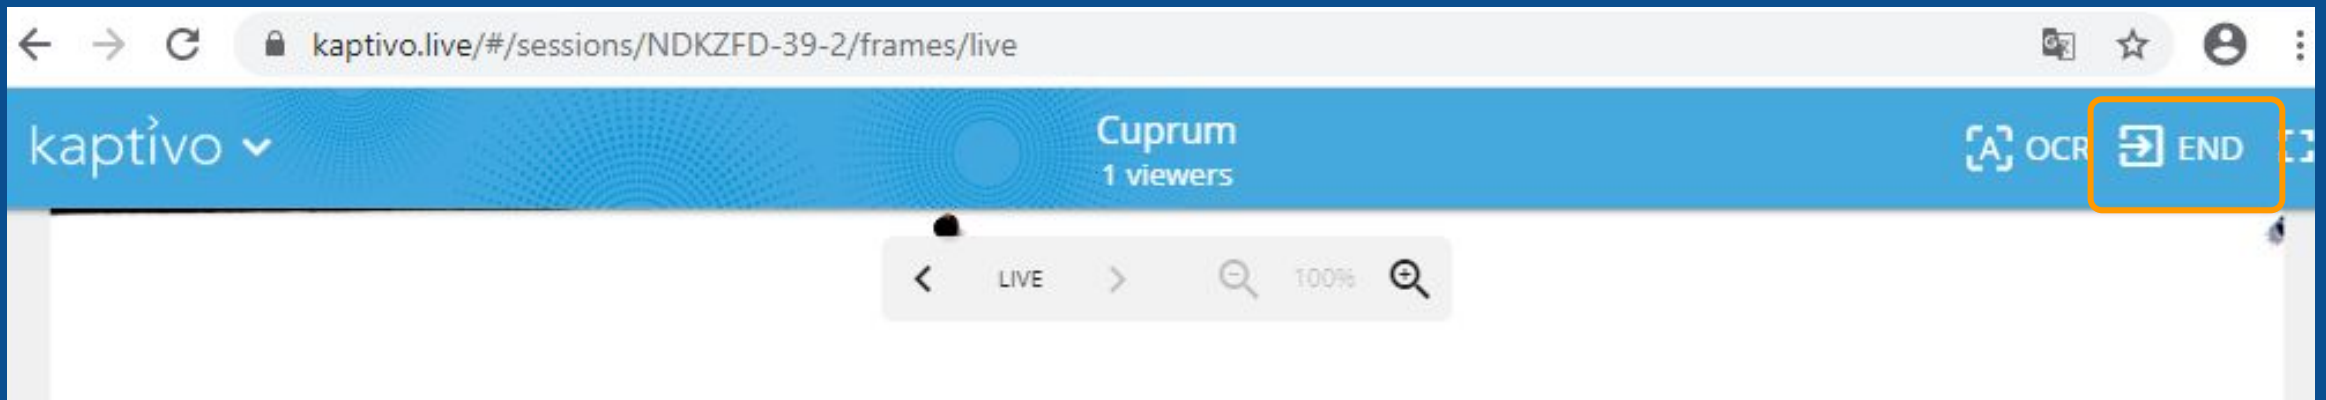 kaptivo.live/#/sessions/NDKZFD-39-2/frames/live
kaptivo
Cuprum
1 viewers
OCR
END
LIVE
100%